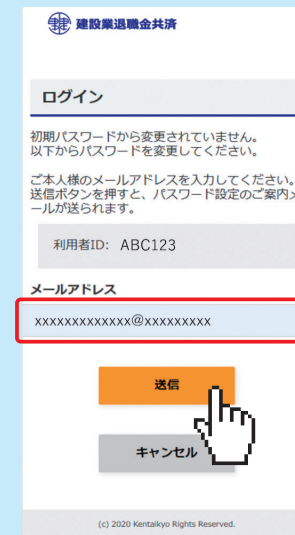 建設業退職金共済
ログイン
初期パスワードから変更されていません。
以下からパスワードを変更してください。
ご本人様のメールアドレスを入力してください。
送信ボタンを押すと、パスワード設定のご案内メ
ールが送られます。
利用者ID: ABC123
メールアドレス
xxxxxxxxxxxxx@xxxxxxxxx
送信
キャンセル
(c) 2020 Kentaikyo Rights Reserved.